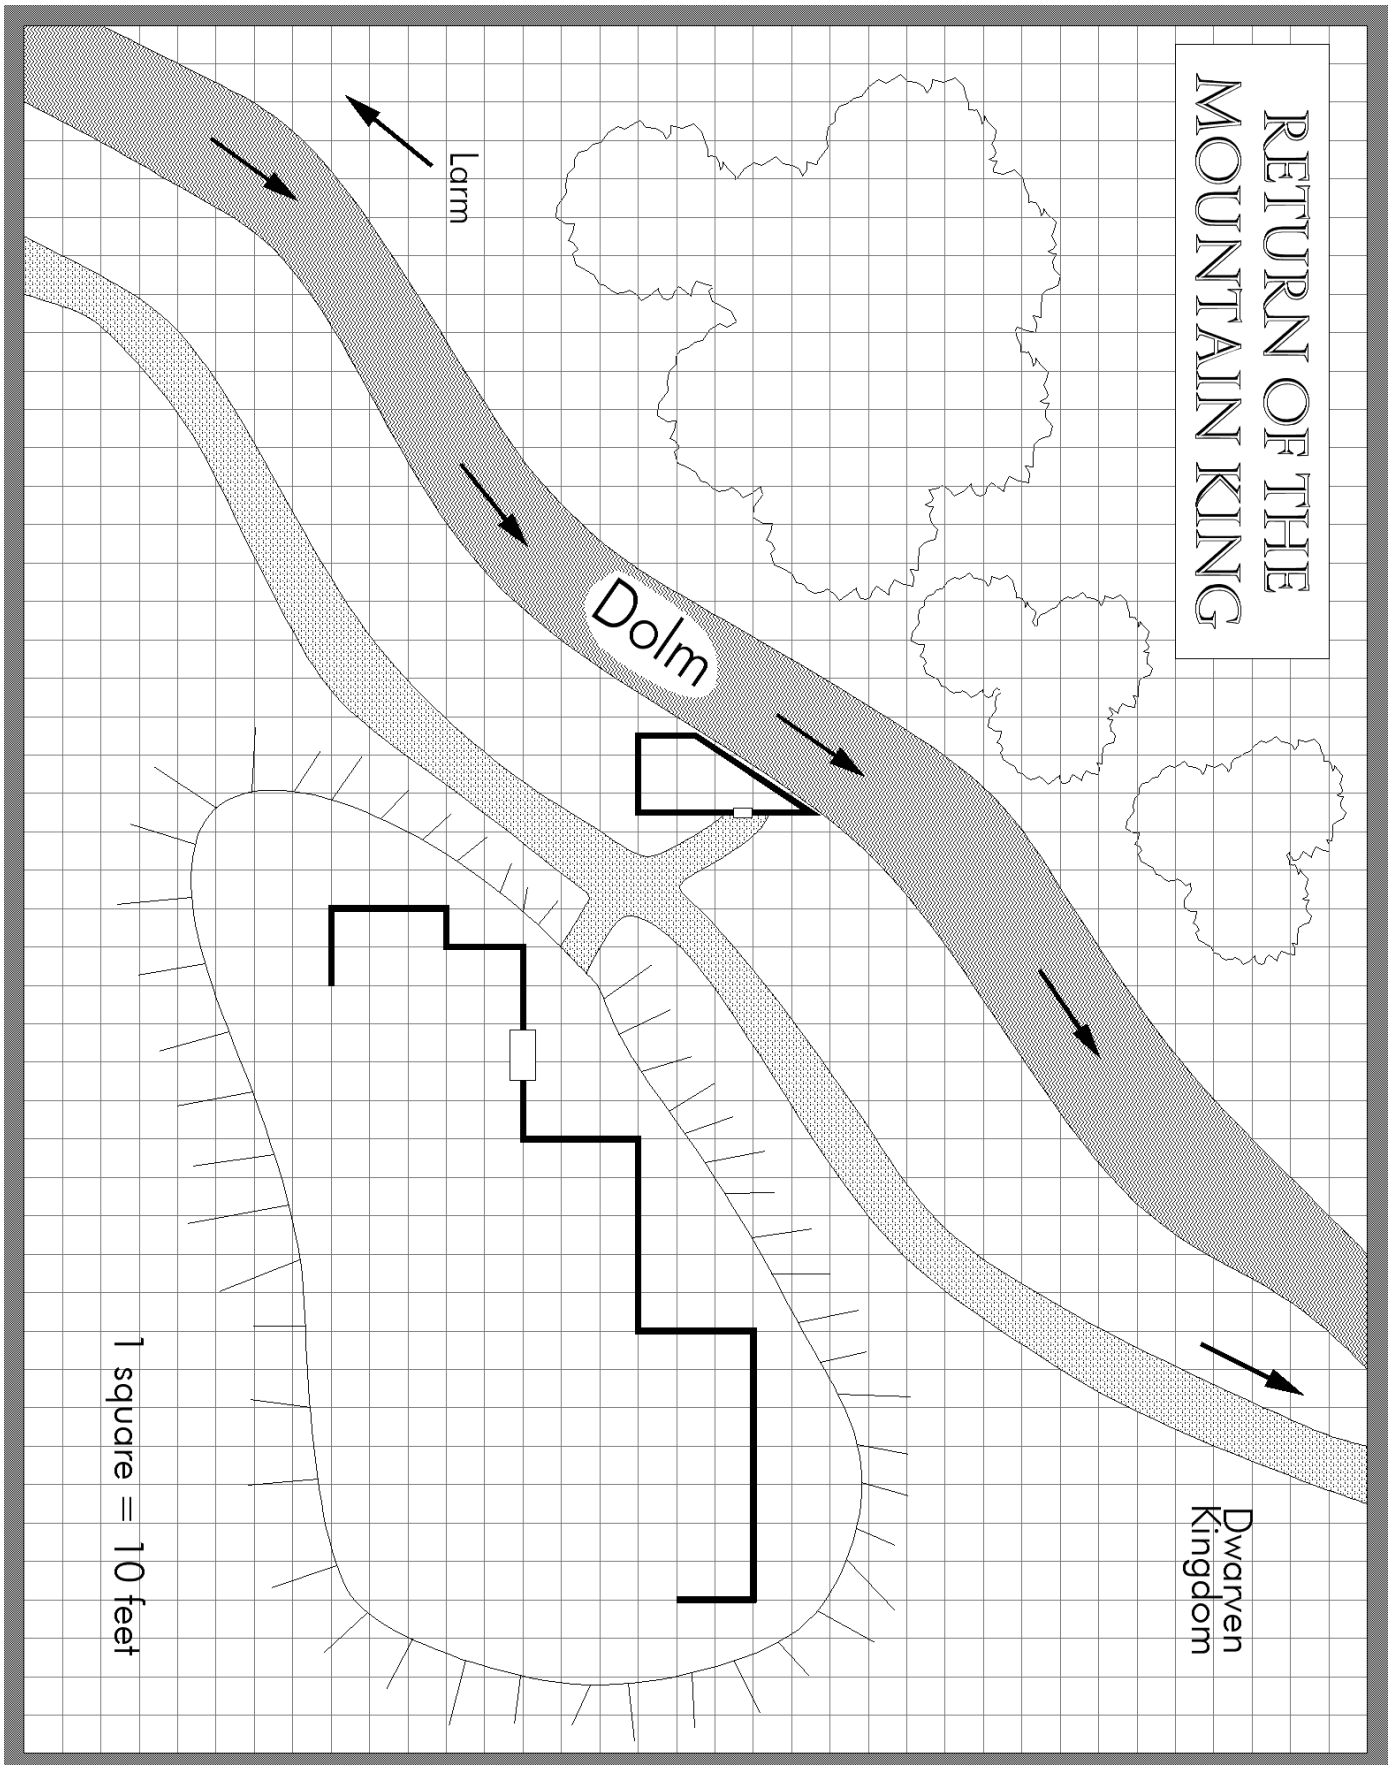 RETURN OF THE
MOUNTAIN KING
Larm
Dolm
Dwarven
Kingdom
1 square = 10 feet